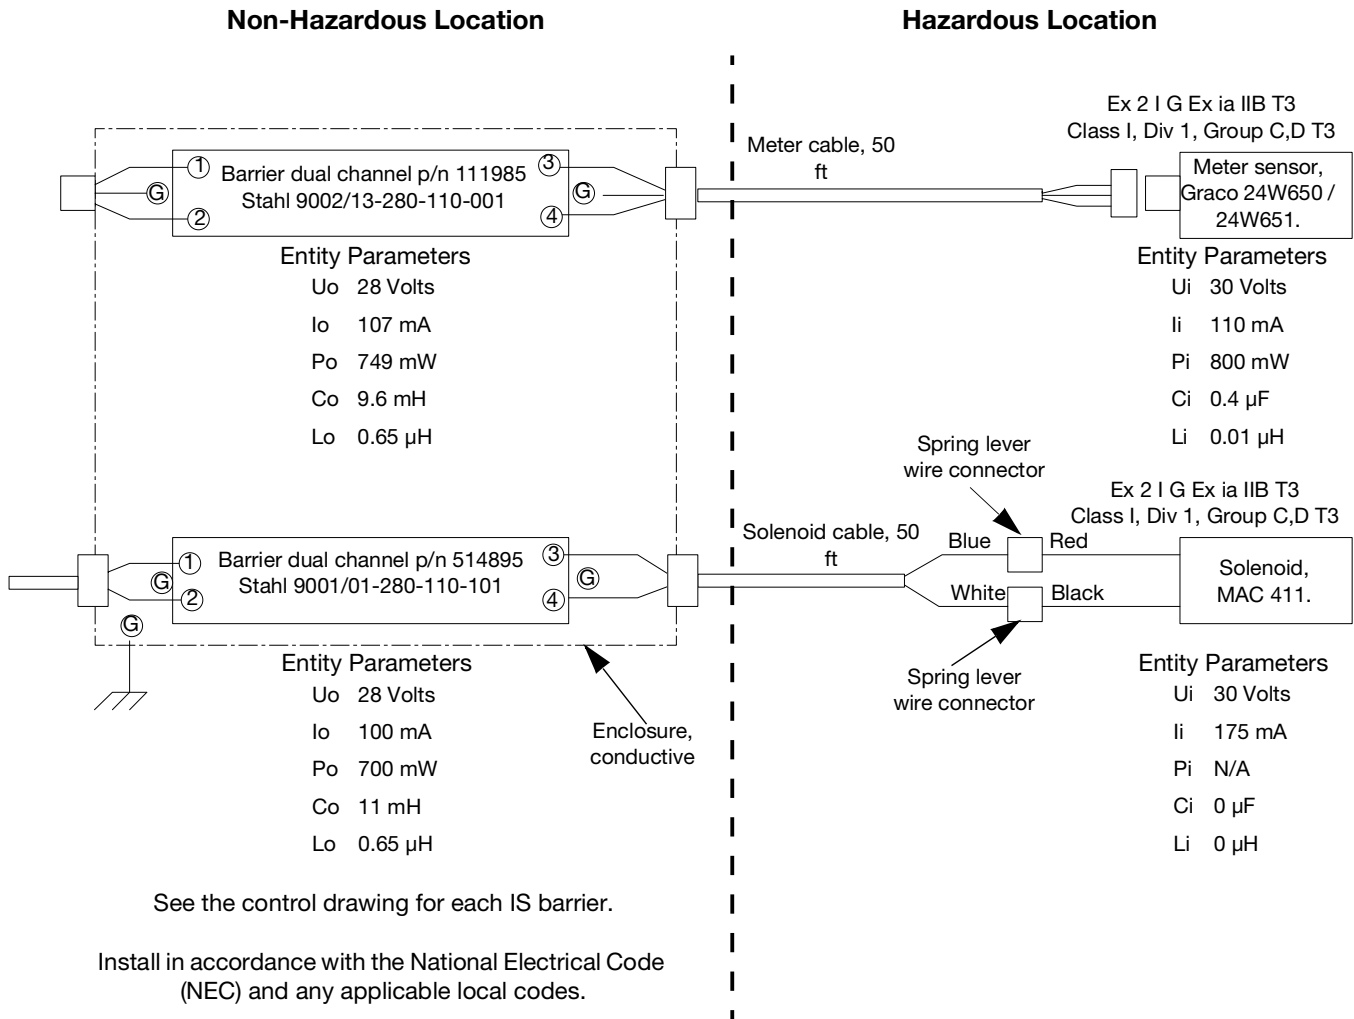 Non-Hazardous Location
Hazardous Location
Ex 2 I G Ex ia IIB T3
Class I, Div 1, Group C,D T3
Meter cable, 50
ft
1
G
2
Barrier dual channel p/n 111985
Stahl 9002/13-280-110-001
3
G
4
Meter sensor,
Graco 24W650 /
24W651.
Entity Parameters
Uo 28 Volts
Io 107 mA
Po 749 mW
Co 9.6 mH
Lo 0.65 µH
Entity Parameters
Ui 30 Volts
Ii 110 mA
Pi 800 mW
Ci 0.4 µF
Li 0.01 µH
Spring lever
wire connector
Ex 2 I G Ex ia IIB T3
Class I, Div 1, Group C,D T3
Solenoid cable, 50
ft
Blue
Red
White
Black
1
G
2
Barrier dual channel p/n 514895
Stahl 9001/01-280-110-101
3
G
4
Solenoid,
MAC 411.
G
Spring lever
wire connector
Enclosure,
conductive
Entity Parameters
Uo 28 Volts
Io 100 mA
Po 700 mW
Co 11 mH
Lo 0.65 µH
Entity Parameters
Ui 30 Volts
Ii 175 mA
Pi N/A
Ci 0 µF
Li 0 µH
See the control drawing for each IS barrier.
Install in accordance with the National Electrical Code
(NEC) and any applicable local codes.